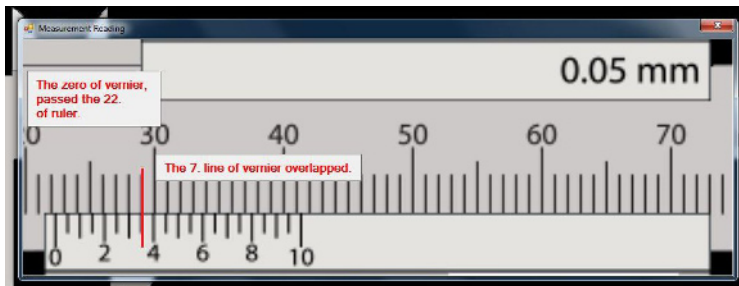 Measurement Reading
0.05 mm
The zero of vernier,
passed the 22.
of ruler.
20 30 40 50 60 70
The 7. line of vernier overlapped.
0 2 4 6 8 10